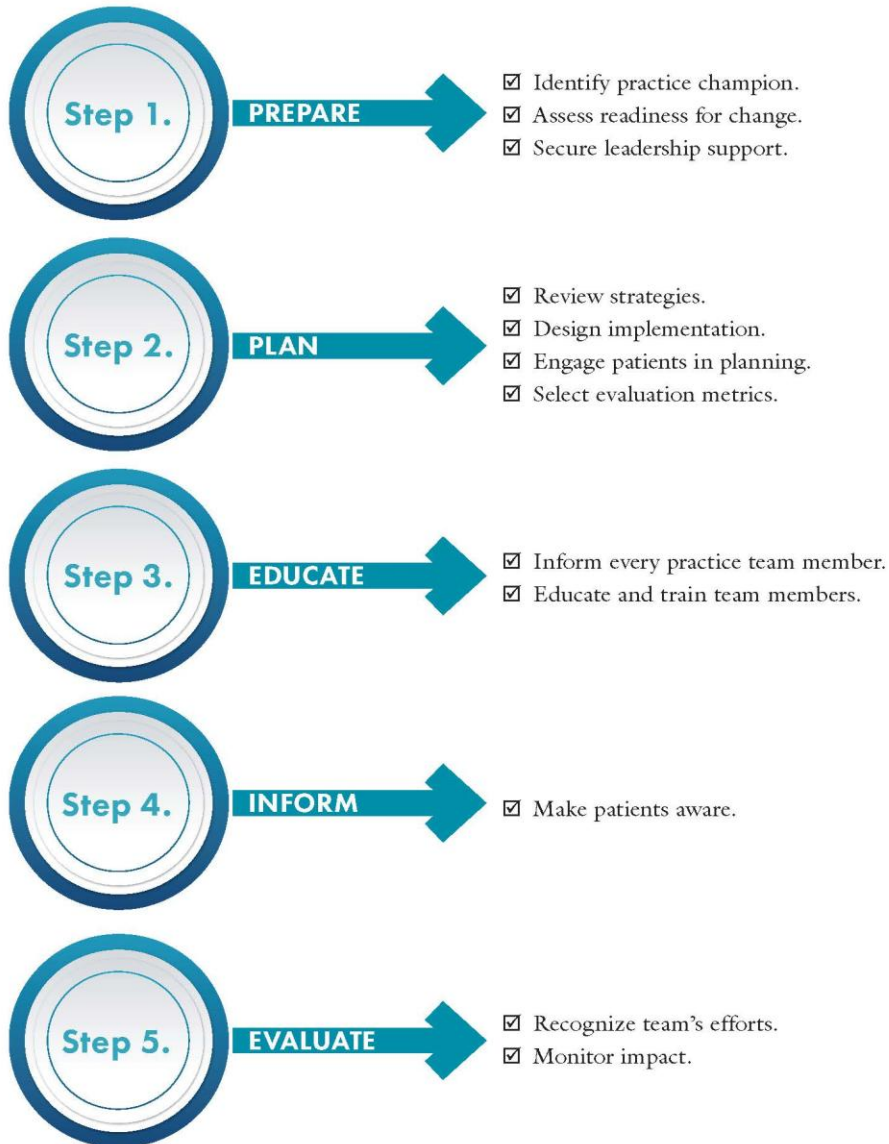 Step 1.
PREPARE
☑ Identify practice champion.
☑ Assess readiness for change.
☑ Secure leadership support.
Step 2.
PLAN
☑ Review strategies.
☑ Design implementation.
☑ Engage patients in planning.
☑ Select evaluation metrics.
Step 3.
EDUCATE
☑ Inform every practice team member.
☑ Educate and train team members.
Step 4.
INFORM
☑ Make patients aware.
Step 5.
EVALUATE
☑ Recognize team’s efforts.
☑ Monitor impact.